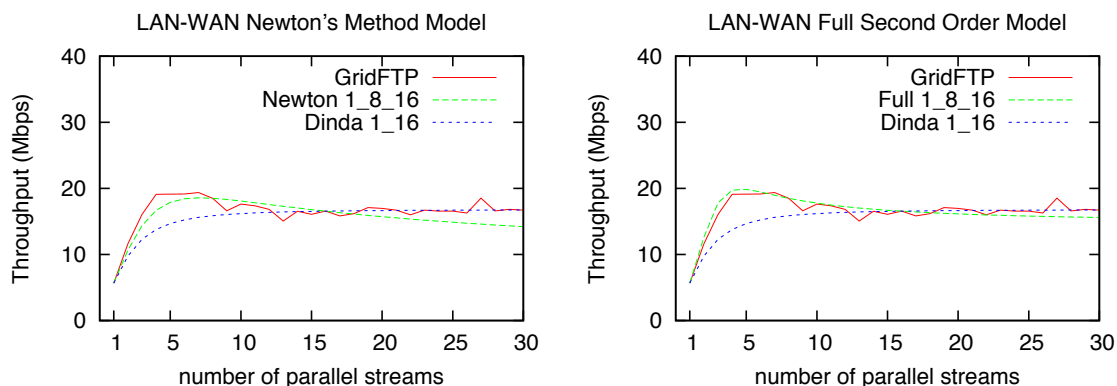 LAN-WAN Newton's Method Model
40
30
20
10
0
1 5 10 15 20 25 30
Throughput (Mbps)
number of parallel streams
GridFTP
Newton 1_8_16
Dinda 1_16
LAN-WAN Full Second Order Model
40
30
20
10
0
1 5 10 15 20 25 30
Throughput (Mbps)
number of parallel streams
GridFTP
Full 1_8_16
Dinda 1_16